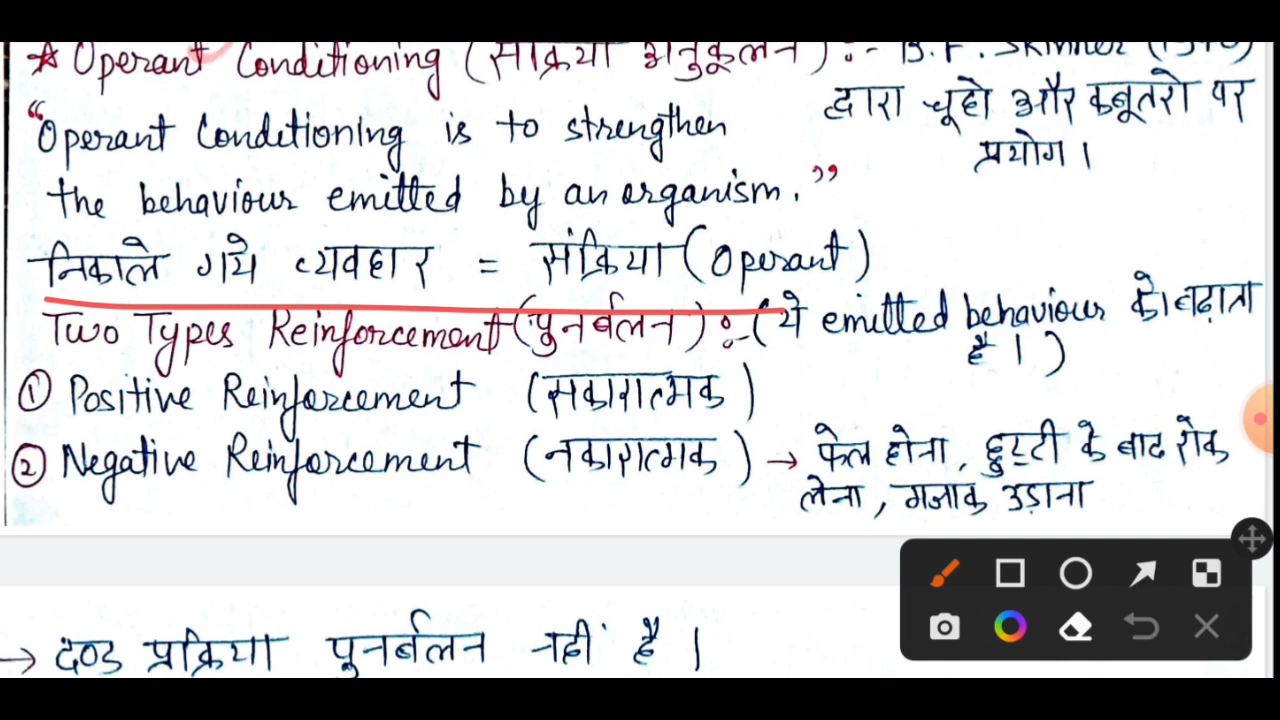 ☆ Operant Conditioning (सक्रिया अनुकूलन) :- B.F. Skinner
द्वारा चूहो और कबूतरो पर
प्रयोग।
"Operant Conditioning is to strengthen
the behaviour emitted by an organism."
निकाले गये व्यवहार = संक्रिया (Operant)
Two Types Reinforcement (पुनर्बलन) :- (ये emitted behaviour को बढ़ाता
है।)
① Positive Reinforcement (सकारात्मक)
② Negative Reinforcement (नकारात्मक) → फेल होना, छुट्टी के बाद रोक
लेना, मजाक उड़ाना
→ दण्ड प्रक्रिया पुनर्बलन नहीं है।